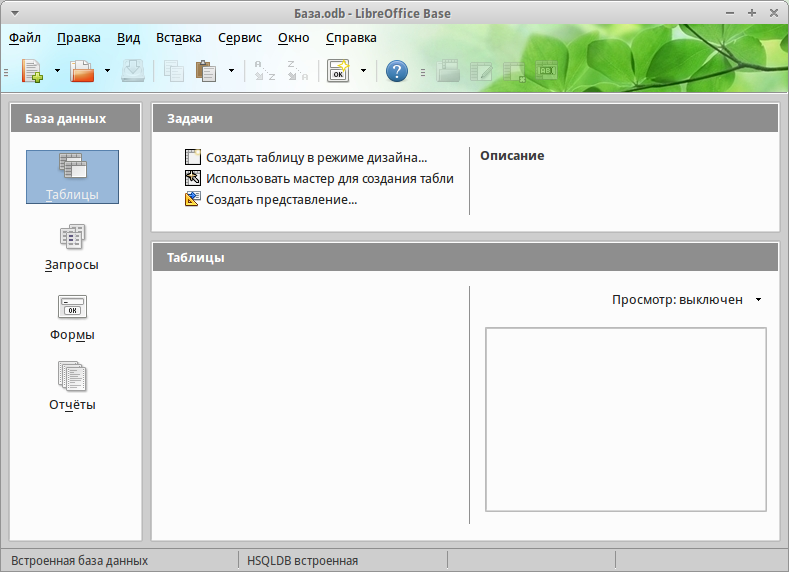 База.odb - LibreOffice Base
Файл Правка Вид Вставка Сервис Окно Справка
База данных
Таблицы
Запросы
Формы
Отчёты
Задачи
Создать таблицу в режиме дизайна...
Использовать мастер для создания табли
Создать представление...
Описание
Таблицы
Просмотр: выключен
Встроенная база данных
HSQLDB встроенная